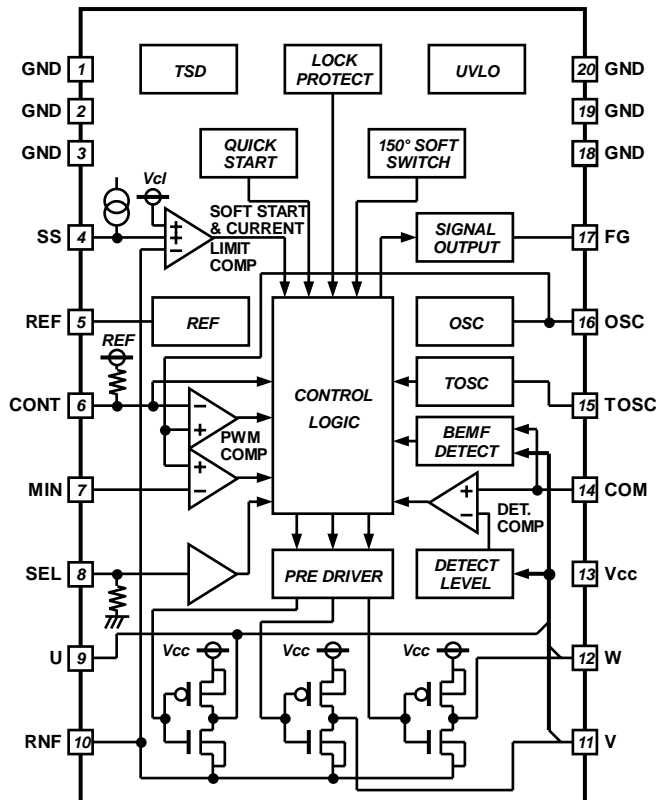 GND 1
TSD
LOCK
PROTECT
UVLO
20 GND
GND 2
19 GND
GND 3
QUICK
START
150° SOFT
SWITCH
18 GND
Vcl
SS 4
+
+
−
SOFT START
& CURRENT
LIMIT
COMP
SIGNAL
OUTPUT
17 FG
REF 5
REF
OSC
16 OSC
REF
CONT 6
−
+
PWM
COMP
CONTROL
LOGIC
TOSC
15 TOSC
BEMF
DETECT
MIN 7
+
−
+
−
DET.
COMP
14 COM
SEL 8
PRE DRIVER
DETECT
LEVEL
13 Vcc
U 9
Vcc
Vcc
Vcc
12 W
RNF 10
11 V